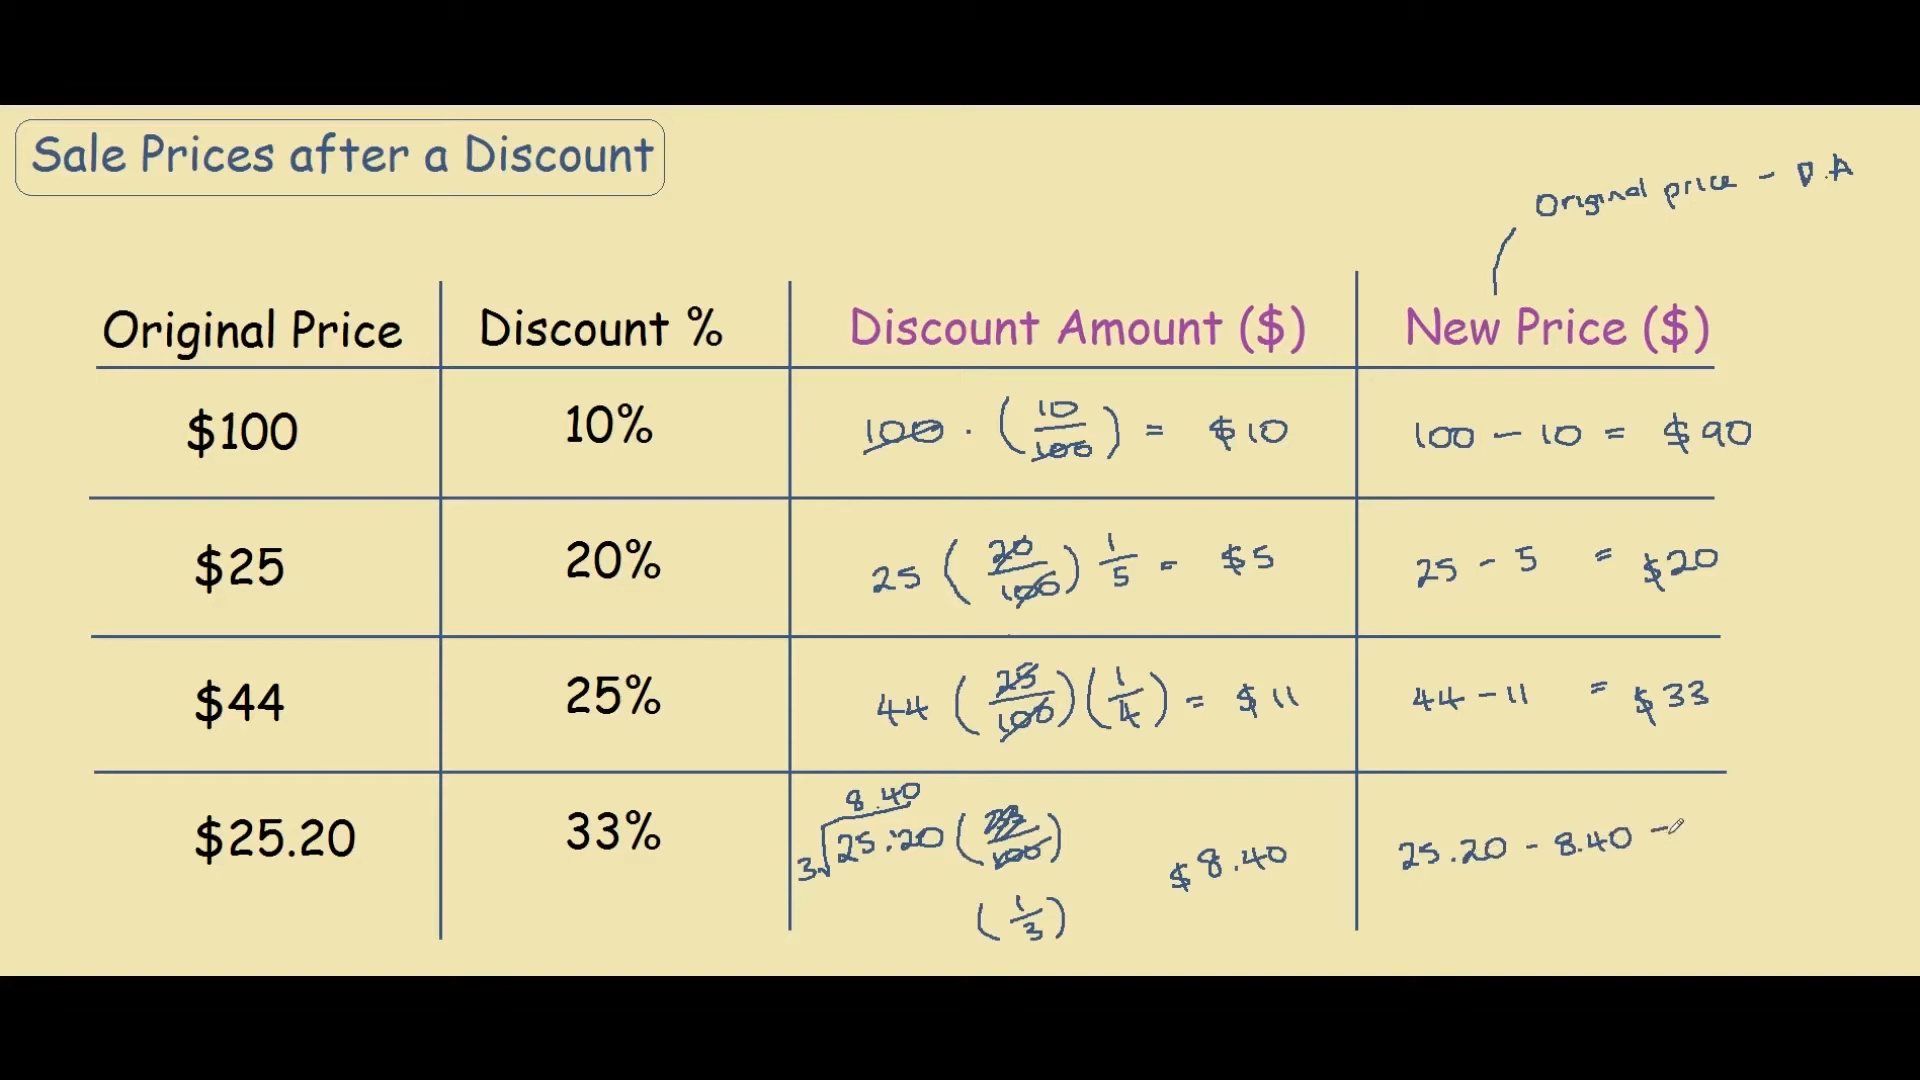 Sale Prices after a Discount
Original price - D.A
Original Price Discount % Discount Amount ($) New Price ($)
$100 10% 100 · (10/100) = $10 100 - 10 = $90
$25 20% 25 (20/100) 1/5 = $5 25 - 5 = $20
$44 25% 44 (25/100)(1/4) = $11 44 - 11 = $33
8.40
$25.20 33% 3√25.20 (33/100) $8.40 25.20 - 8.40 -
(1/3)